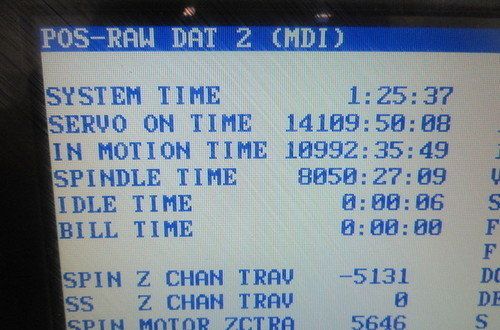 POS-RAW DAT 2 (MDI)
SYSTEM TIME 1:25:37
SERVO ON TIME 14109:50:08
IN MOTION TIME 10992:35:49
SPINDLE TIME 8050:27:09
IDLE TIME 0:00:06
BILL TIME 0:00:00
SPIN Z CHAN TRAV -5131
SS Z CHAN TRAV 0
SPIN MOTOR ZCTRA 5646